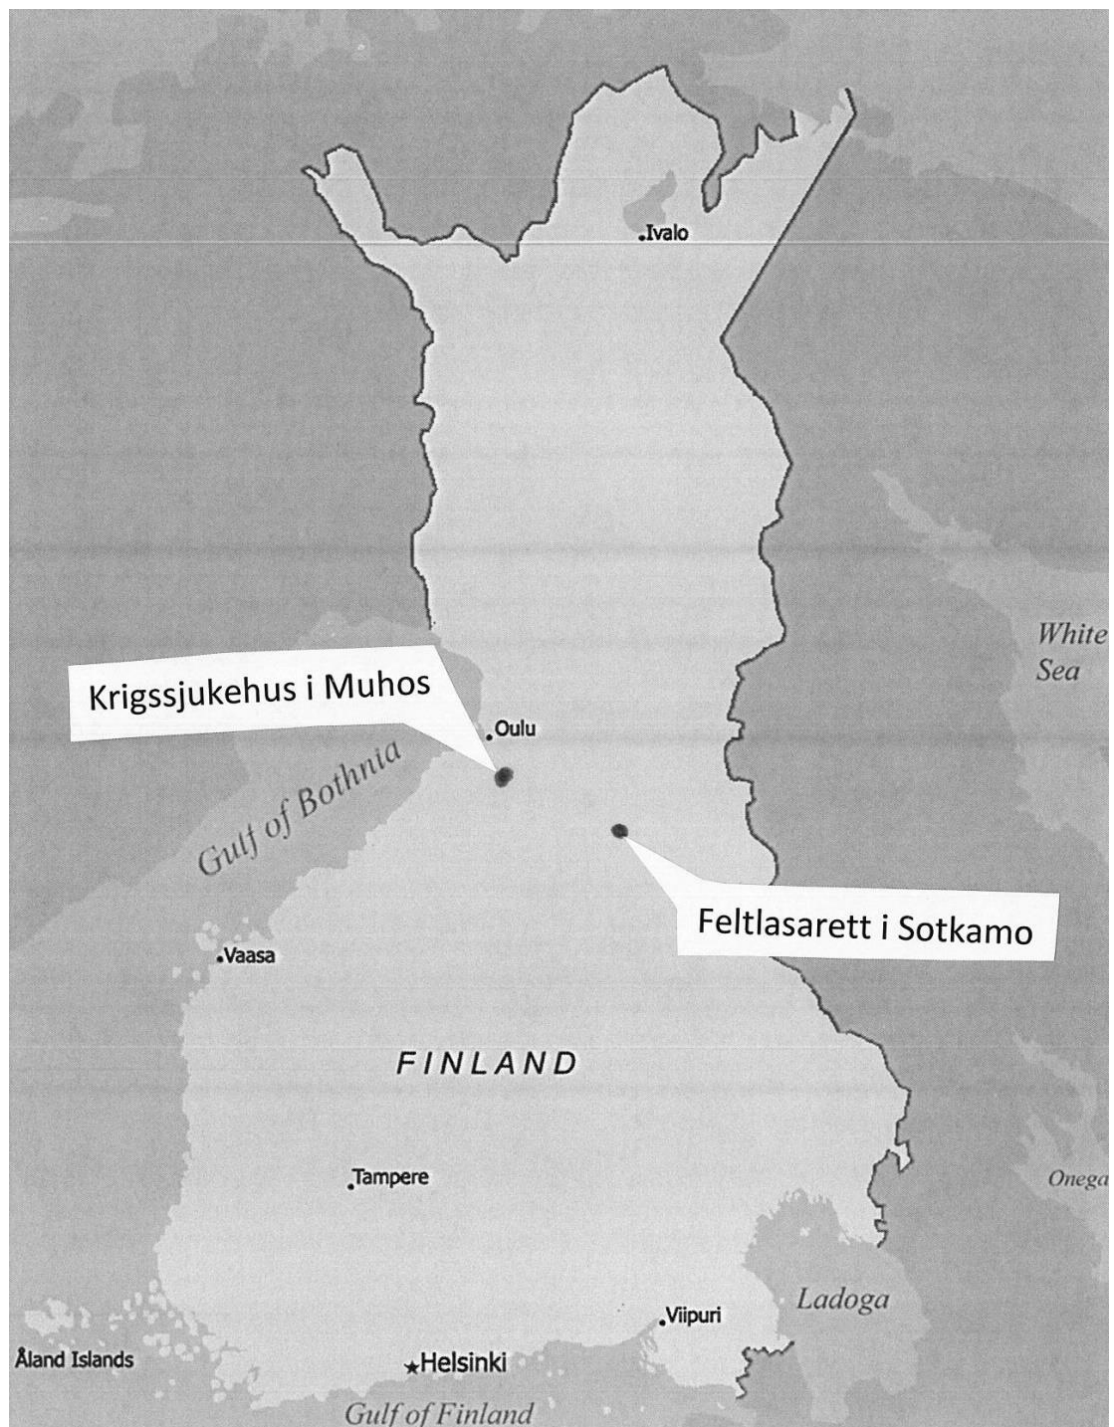 Ivalo
White
Sea
Krigssjukehus i Muhos
Oulu
Gulf of Bothnia
Feltlasarett i Sotkamo
Vaasa
FINLAND
Tampere
Onega
Ladoga
Viipuri
Åland Islands
Helsinki
Gulf of Finland